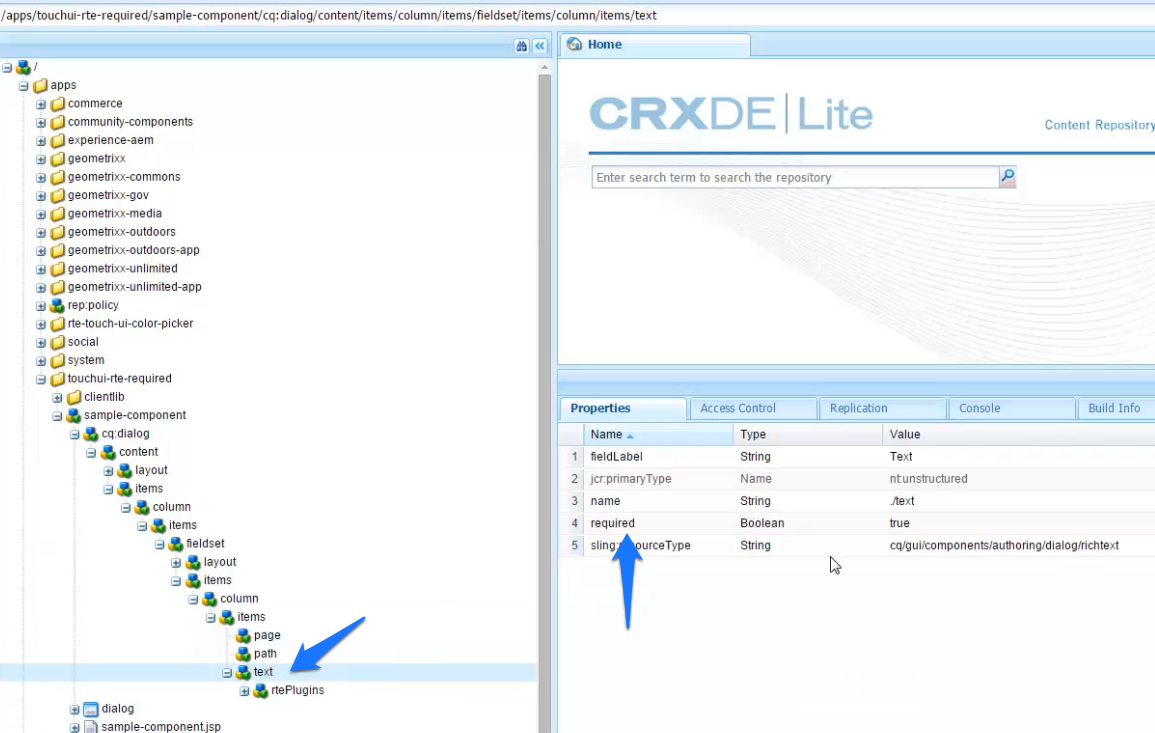 /apps/touchui-rte-required/sample-component/cq:dialog/content/items/column/items/fieldset/items/column/items/text
/
apps
commerce
community-components
experience-aem
geometrixx
geometrixx-commons
geometrixx-gov
geometrixx-media
geometrixx-outdoors
geometrixx-outdoors-app
geometrixx-unlimited
geometrixx-unlimited-app
rep:policy
rte-touch-ui-color-picker
social
system
touchui-rte-required
clientlib
sample-component
cq:dialog
content
layout
items
column
items
fieldset
layout
items
column
items
page
path
text
rtePlugins
dialog
sample-component.jsp
Home
CRXDE Lite
Content Repository
Enter search term to search the repository
Properties Access Control Replication Console Build Info
Name Type Value
1 fieldLabel String Text
2 jcr:primaryType Name nt:unstructured
3 name String ./text
4 required Boolean true
5 sling: ourceType String cq/gui/components/authoring/dialog/richtext